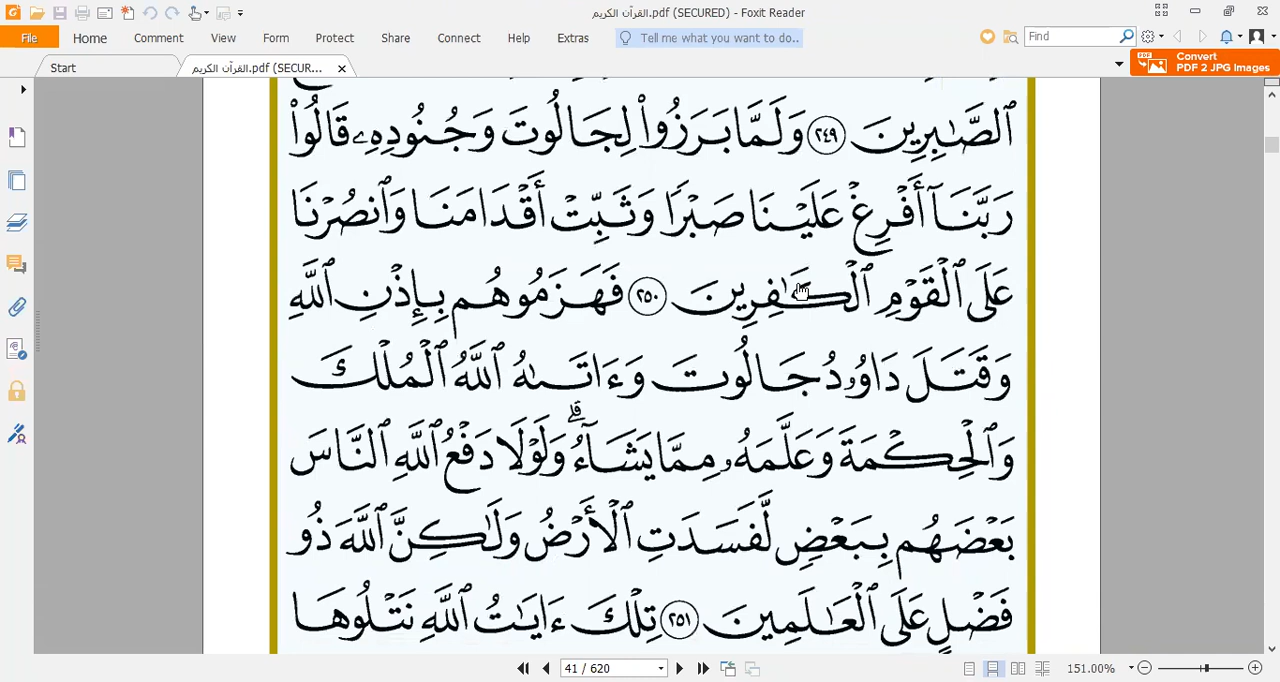 القرآن الكريم.pdf (SECURED) - Foxit Reader
File Home Comment View Form Protect Share Connect Help Extras Tell me what you want to do.. Find
Convert
PDF 2 JPG Images
Start القرآن الكريم.pdf (SECUR...
ٱلصَّٰبِرِينَ ٢٤٩ وَلَمَّا بَرَزُوا۟ لِجَالُوتَ وَجُنُودِهِۦ قَالُوا۟
رَبَّنَآ أَفْرِغْ عَلَيْنَا صَبْرًا وَثَبِّتْ أَقْدَامَنَا وَٱنصُرْنَا
عَلَى ٱلْقَوْمِ ٱلْكَٰفِرِينَ ٢٥٠ فَهَزَمُوهُم بِإِذْنِ ٱللَّهِ
وَقَتَلَ دَاوُۥدُ جَالُوتَ وَءَاتَىٰهُ ٱللَّهُ ٱلْمُلْكَ
وَٱلْحِكْمَةَ وَعَلَّمَهُۥ مِمَّا يَشَآءُ ۗ وَلَوْلَا دَفْعُ ٱللَّهِ ٱلنَّاسَ
بَعْضَهُم بِبَعْضٍ لَّفَسَدَتِ ٱلْأَرْضُ وَلَٰكِنَّ ٱللَّهَ ذُو
فَضْلٍ عَلَى ٱلْعَٰلَمِينَ ٢٥١ تِلْكَ ءَايَٰتُ ٱللَّهِ نَتْلُوهَا
41 / 620 151.00%